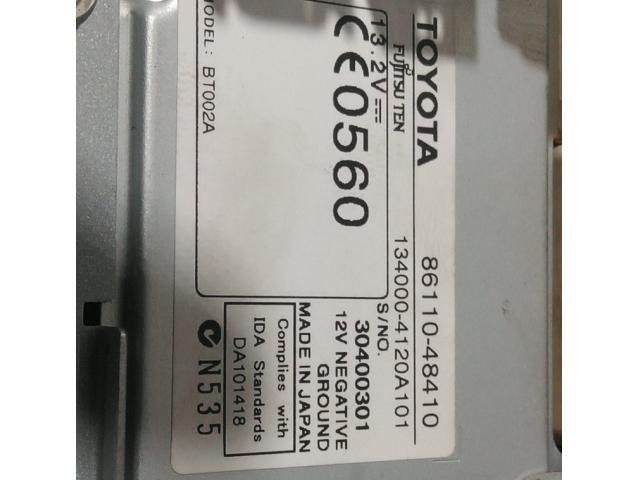 TOYOTA 86110-48410
FUJITSU TEN 134000-4120A101
13.2V
S/NO. 30400301
12V NEGATIVE GROUND
MADE IN JAPAN
CE0560
Complies with
IDA Standards
DA101418
MODEL: BT002A
N535